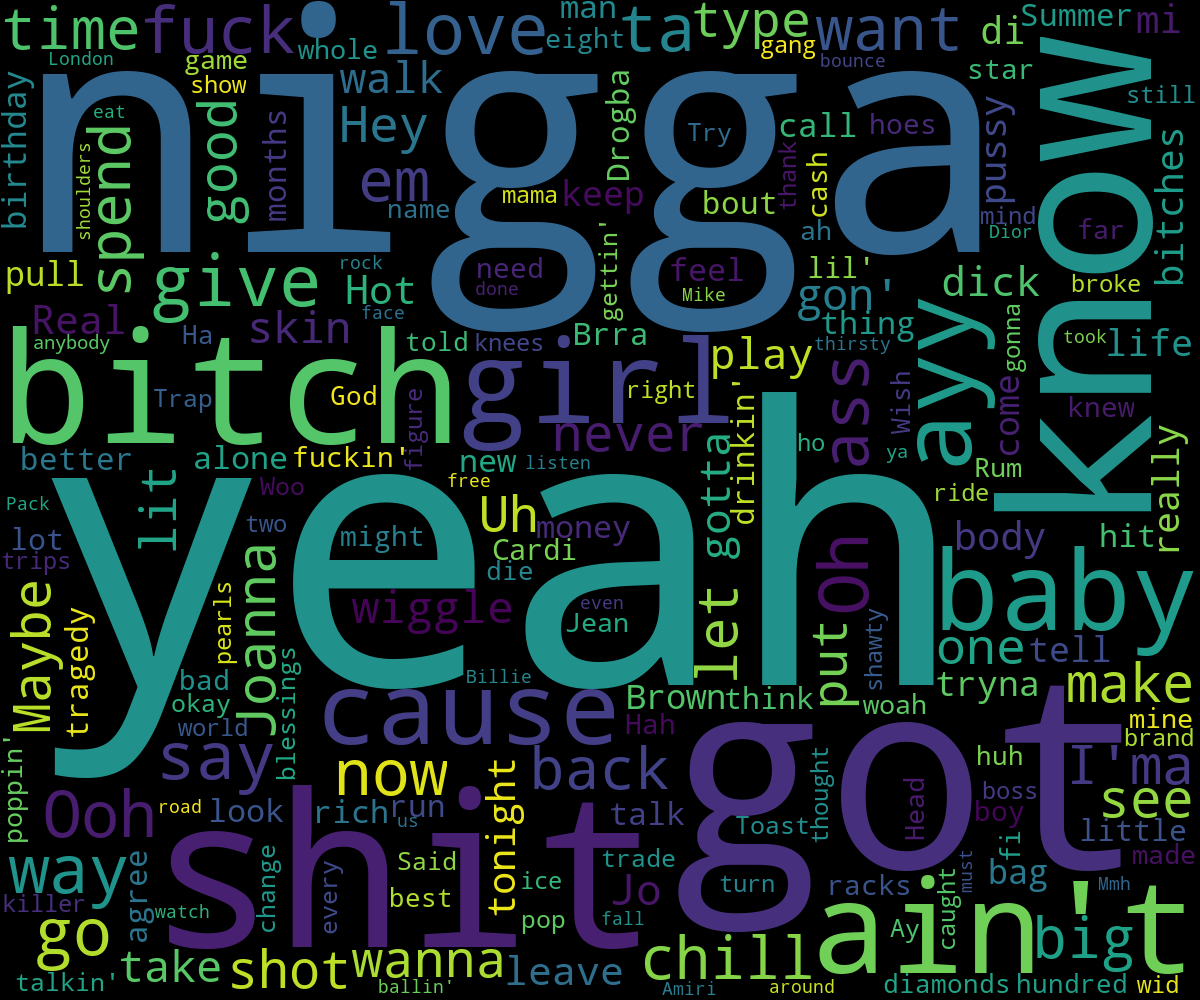 time
fuck
love
man
eight
ta
type
want
di
Summer
mi
London
whole
game
show
gang
bounce
star
still
birthday
eat
walk
Hey
nigga
Drogba
Try
call
hoes
know
shoulders
spend
good
months
em
name
mama
keep
bout
thank
cash
ah
pussy
mind
Dior
far
bitches
pull
give
rock
Hot
face
need
done
gettin'
feel
Mike
lil'
gon'
dick
broke
Real
anybody
Ha
skin
told
knees
Brra
thing
thirsty
ayyy
gonna
took
life
bitch
Trap
God
girl
right
play
ass
Wish
come
knew
better
lit
alone
fuckin'
figure
never
new
listen
free
gotta
drinkin'
ho
ya
Rum
ride
really
Pack
Woo
two
yeah
might
Uh
money
Cardi
die
Oh
body
hit
lot
trips
Joanna
wiggle
even
Jean
let
put
shawty
baby
one
tell
Maybe
tragedy
pearls
bad
okay
world
blessings
Billie
cause
Brown
think
Hah
woah
tryna
make
mine
brand
say
now
back
got
huh
I'ma
see
poppin'
Ooh
road
look
rich
run
us
tonight
talk
Toast
thought
Head
boss
boy
little
way
agree
change
shit
every
Said
best
ice
trade
Jo
turn
racks
fi
bag
made
killer
watch
pop
fall
caught
must
Mmh
ain't
go
take
shot
wanna
leave
chill
Ay
big
talkin'
ballin'
Amiri
around
diamonds
hundred
wid